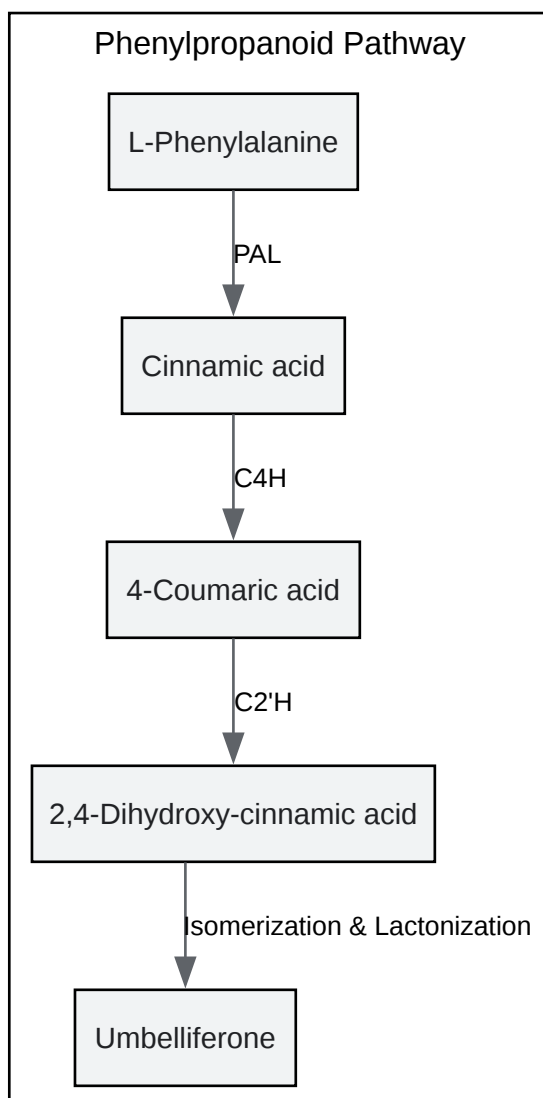 Phenylpropanoid Pathway
L-Phenylalanine
PAL
Cinnamic acid
C4H
4-Coumaric acid
C2'H
2,4-Dihydroxy-cinnamic acid
Isomerization & Lactonization
Umbelliferone